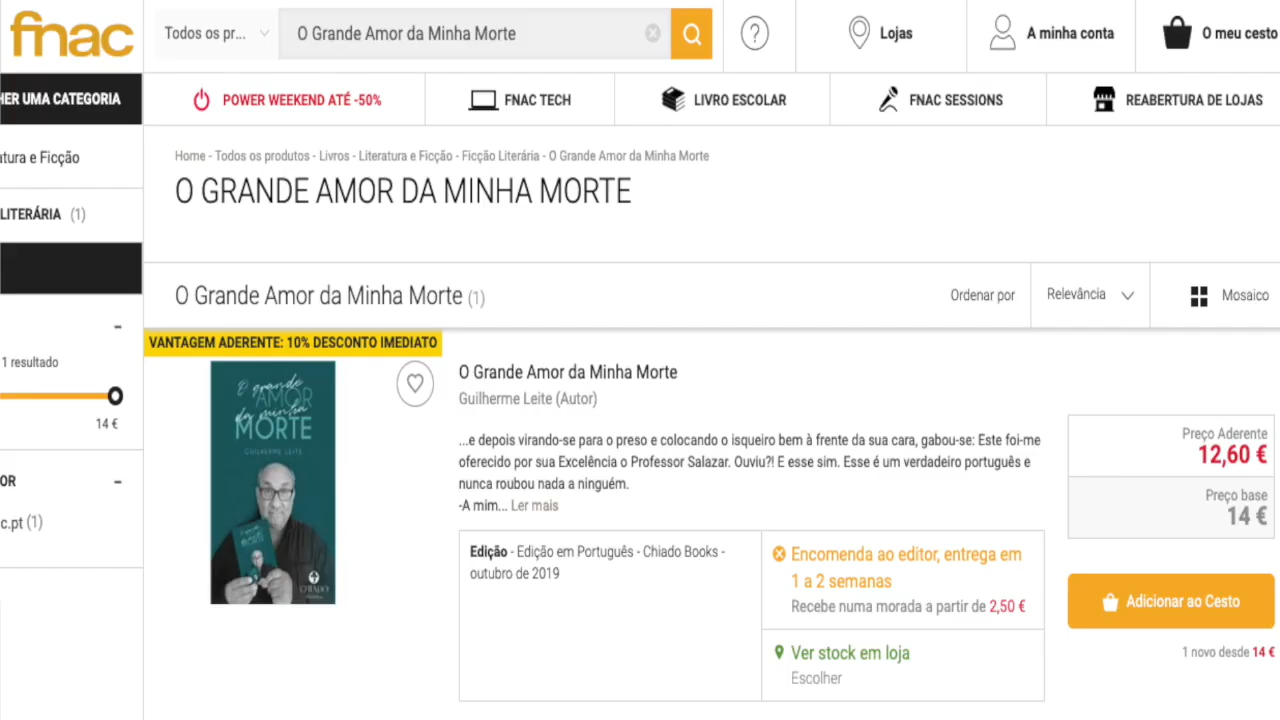 fnac
Todos os pr...
O Grande Amor da Minha Morte
?
Lojas
A minha conta
O meu cesto
HER UMA CATEGORIA
POWER WEEKEND ATÉ -50%
FNAC TECH
LIVRO ESCOLAR
FNAC SESSIONS
REABERTURA DE LOJAS
atura e Ficção
LITERÁRIA (1)
1 resultado
14 €
OR
c.pt (1)
Home - Todos os produtos - Livros - Literatura e Ficção - Ficção Literária - O Grande Amor da Minha Morte
O GRANDE AMOR DA MINHA MORTE
O Grande Amor da Minha Morte (1)
Ordenar por
Relevância
Mosaico
VANTAGEM ADERENTE: 10% DESCONTO IMEDIATO
O grande
AMOR
da minha
MORTE
GUILHERME LEITE
CHIADO
O Grande Amor da Minha Morte
Guilherme Leite (Autor)
...e depois virando-se para o preso e colocando o isqueiro bem à frente da sua cara, gabou-se: Este foi-me
oferecido por sua Excelência o Professor Salazar. Ouviu?! E esse sim. Esse é um verdadeiro português e
nunca roubou nada a ninguém.
-A mim... Ler mais
Edição - Edição em Português - Chiado Books -
outubro de 2019
Encomenda ao editor, entrega em
1 a 2 semanas
Recebe numa morada a partir de 2,50 €
Ver stock em loja
Escolher
Preço Aderente
12,60 €
Preço base
14 €
Adicionar ao Cesto
1 novo desde 14 €